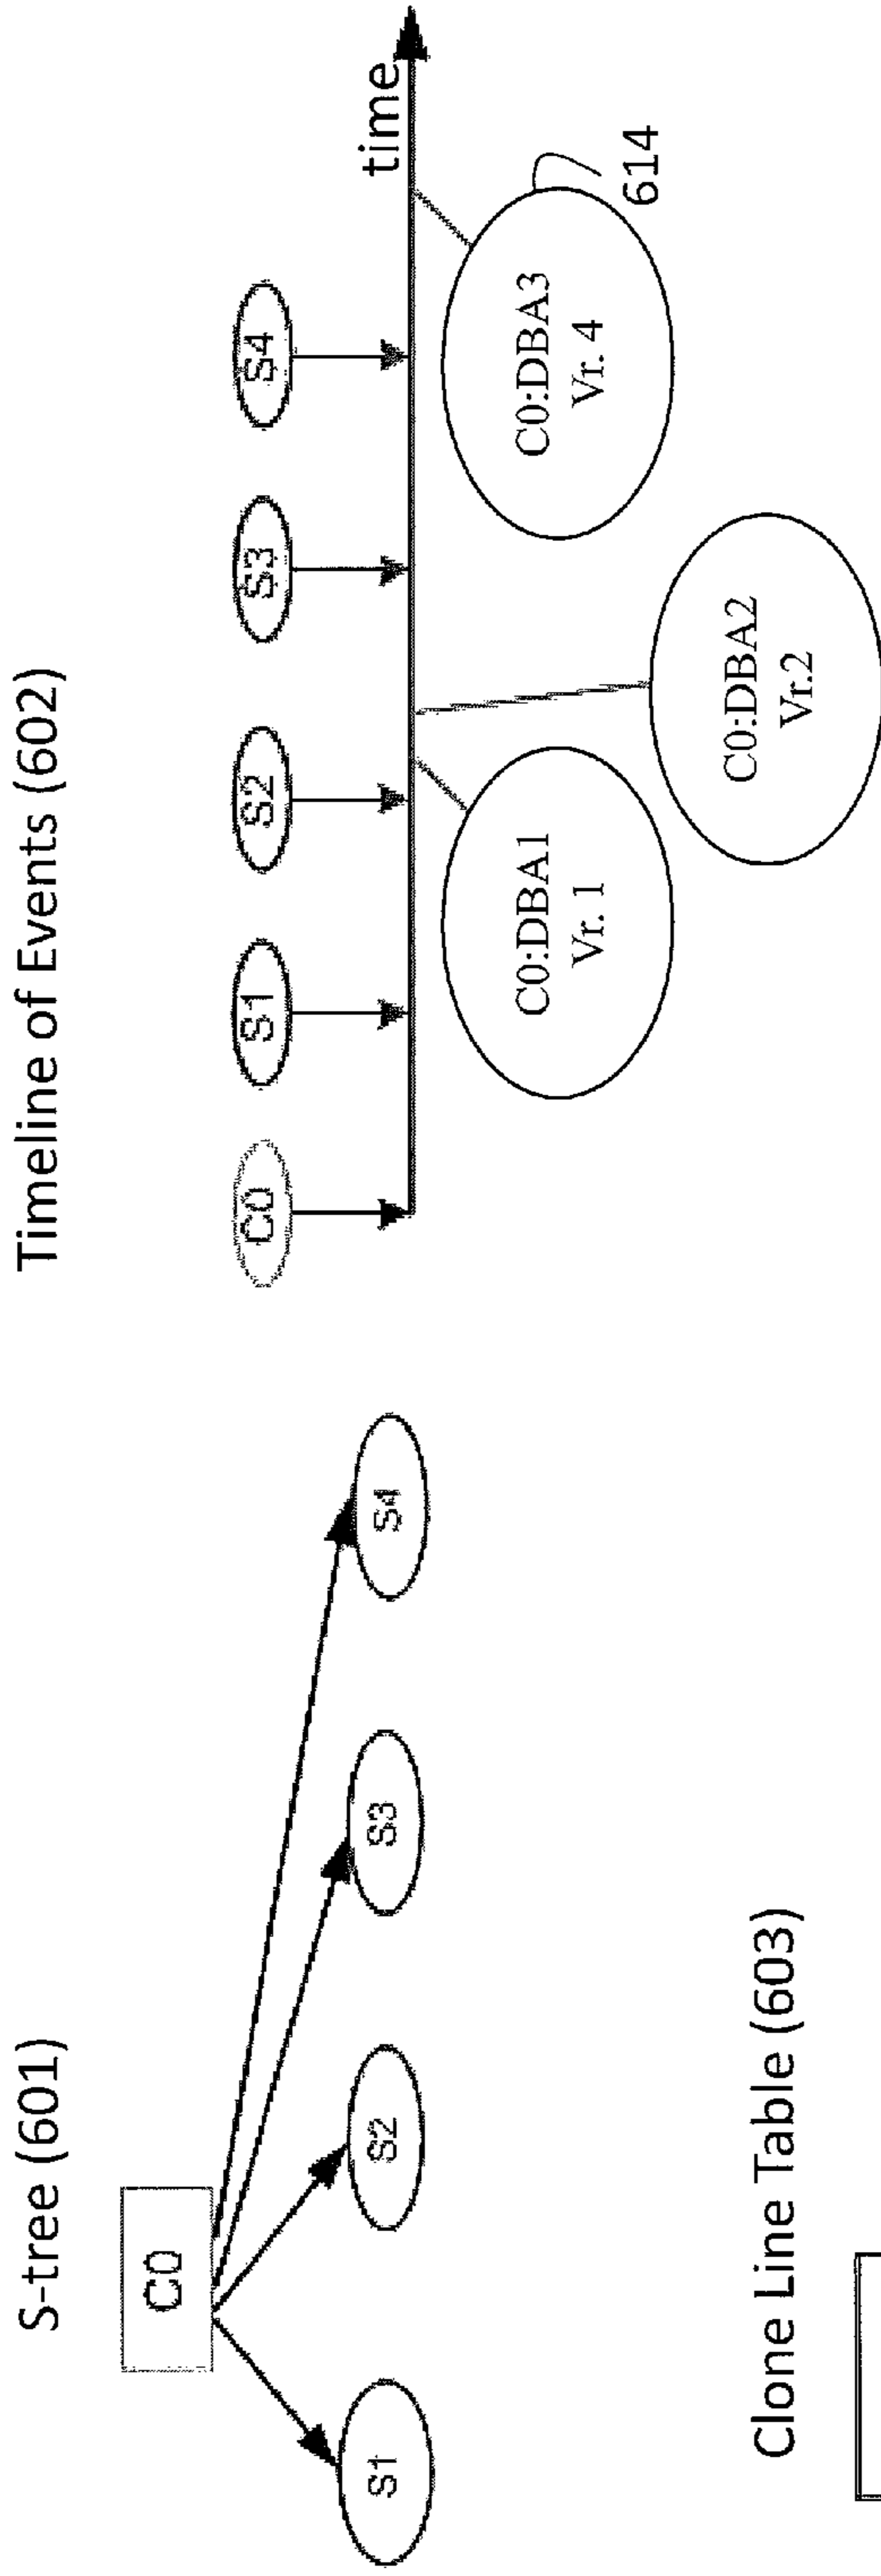 S-tree (601)
C0
S1
S2
S3
S4
Timeline of Events (602)
C0
S1
S2
S3
S4
time
C0:DBA1
Vr. 1
C0:DBA2
Vr.2
C0:DBA3
Vr. 4
614
Clone Line Table (603)